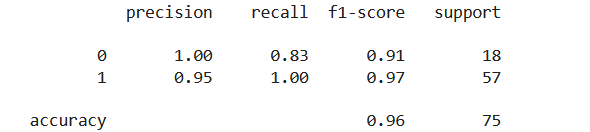 precision recall f1-score support
0 1.00 0.83 0.91 18
1 0.95 1.00 0.97 57
accuracy 0.96 75